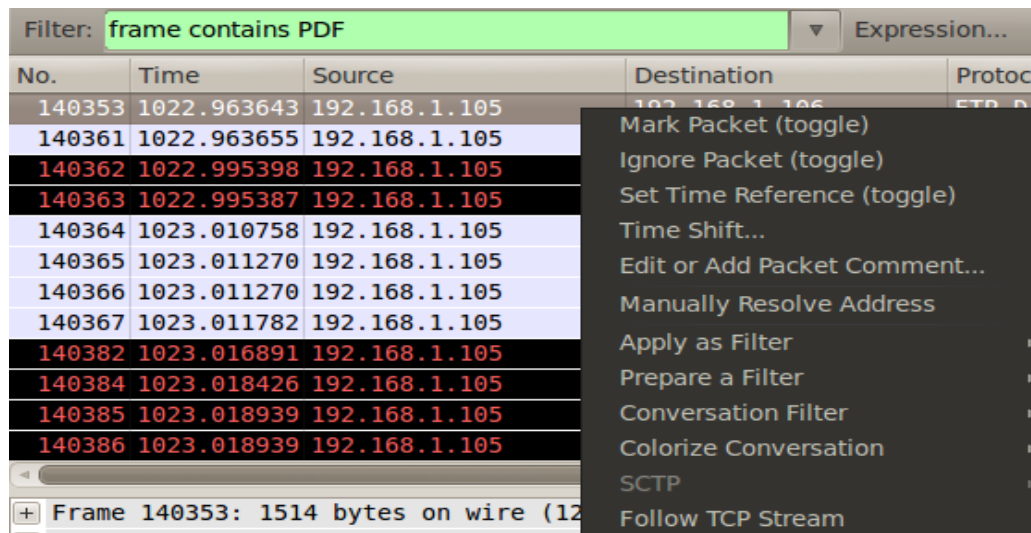 Filter: frame contains PDF Expression...
No. Time Source Destination Protoc
140353 1022.963643 192.168.1.105 192.168.1.106
140361 1022.963655 192.168.1.105
140362 1022.995398 192.168.1.105
140363 1022.995387 192.168.1.105
140364 1023.010758 192.168.1.105
140365 1023.011270 192.168.1.105
140366 1023.011270 192.168.1.105
140367 1023.011782 192.168.1.105
140382 1023.016891 192.168.1.105
140384 1023.018426 192.168.1.105
140385 1023.018939 192.168.1.105
140386 1023.018939 192.168.1.105
Mark Packet (toggle)
Ignore Packet (toggle)
Set Time Reference (toggle)
Time Shift...
Edit or Add Packet Comment...
Manually Resolve Address
Apply as Filter
Prepare a Filter
Conversation Filter
Colorize Conversation
SCTP
Follow TCP Stream
Frame 140353: 1514 bytes on wire (12